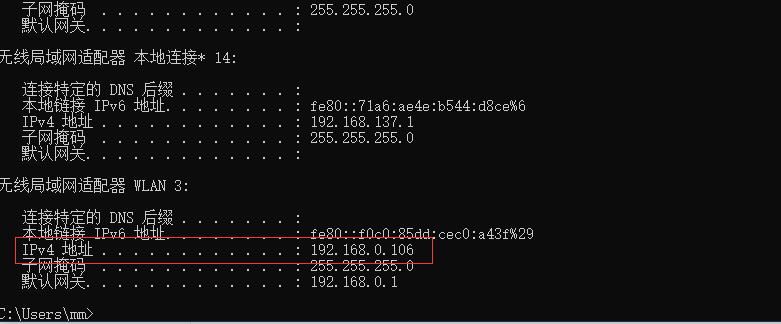 子网掩码 . . . . . . . . . . . . : 255.255.255.0
默认网关. . . . . . . . . . . . . :
无线局域网适配器 本地连接* 14:
连接特定的 DNS 后缀 . . . . . . . :
本地链接 IPv6 地址. . . . . . . . : fe80::71a6:ae4e:b544:d8ce%6
IPv4 地址 . . . . . . . . . . . . : 192.168.137.1
子网掩码 . . . . . . . . . . . . : 255.255.255.0
默认网关. . . . . . . . . . . . . :
无线局域网适配器 WLAN 3:
连接特定的 DNS 后缀 . . . . . . . :
本地链接 IPv6 地址. . . . . . . . : fe80::f0c0:85dd:cec0:a43f%29
IPv4 地址 . . . . . . . . . . . . : 192.168.0.106
子网掩码 . . . . . . . . . . . . : 255.255.255.0
默认网关. . . . . . . . . . . . . : 192.168.0.1
C:\Users\mm>